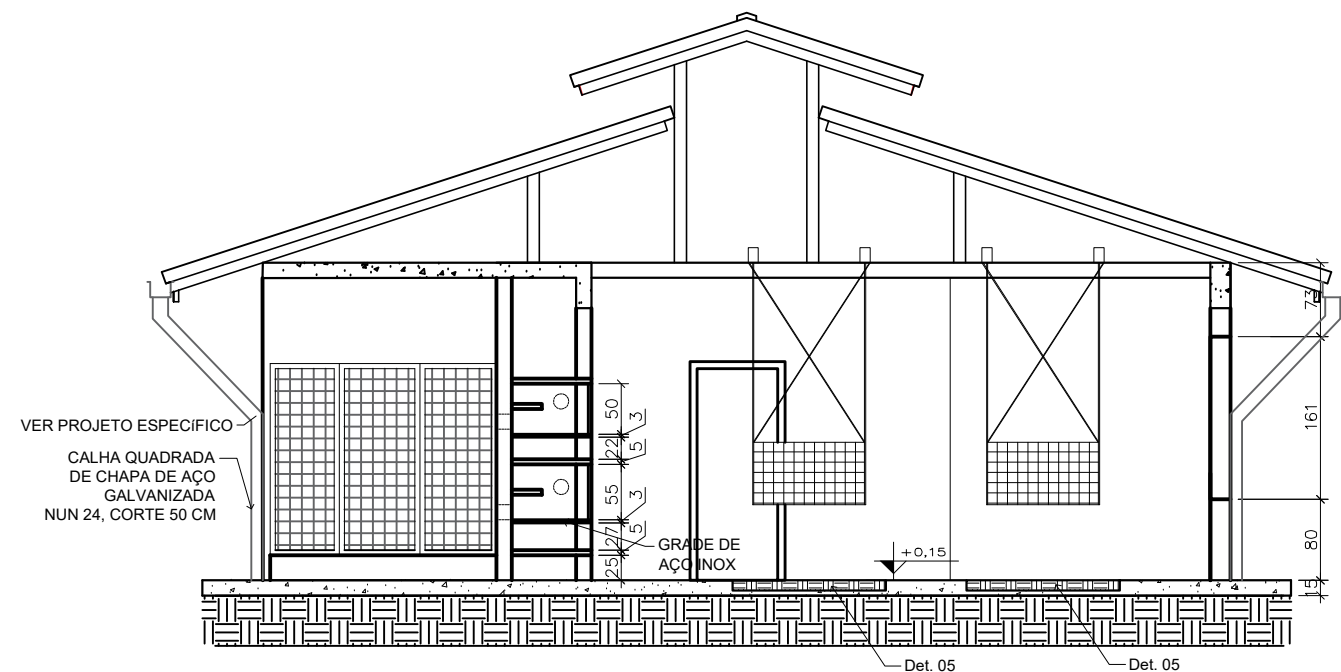 VER PROJETO ESPECíFICO
CALHA QUADRADA
DE CHAPA DE AÇO
GALVANIZADA
NUN 24, CORTE 50 CM
50
3
22
5
55
3
27
5
25
GRADE DE
AÇO INOX
+0,15
73
161
80
15
Det. 05
Det. 05